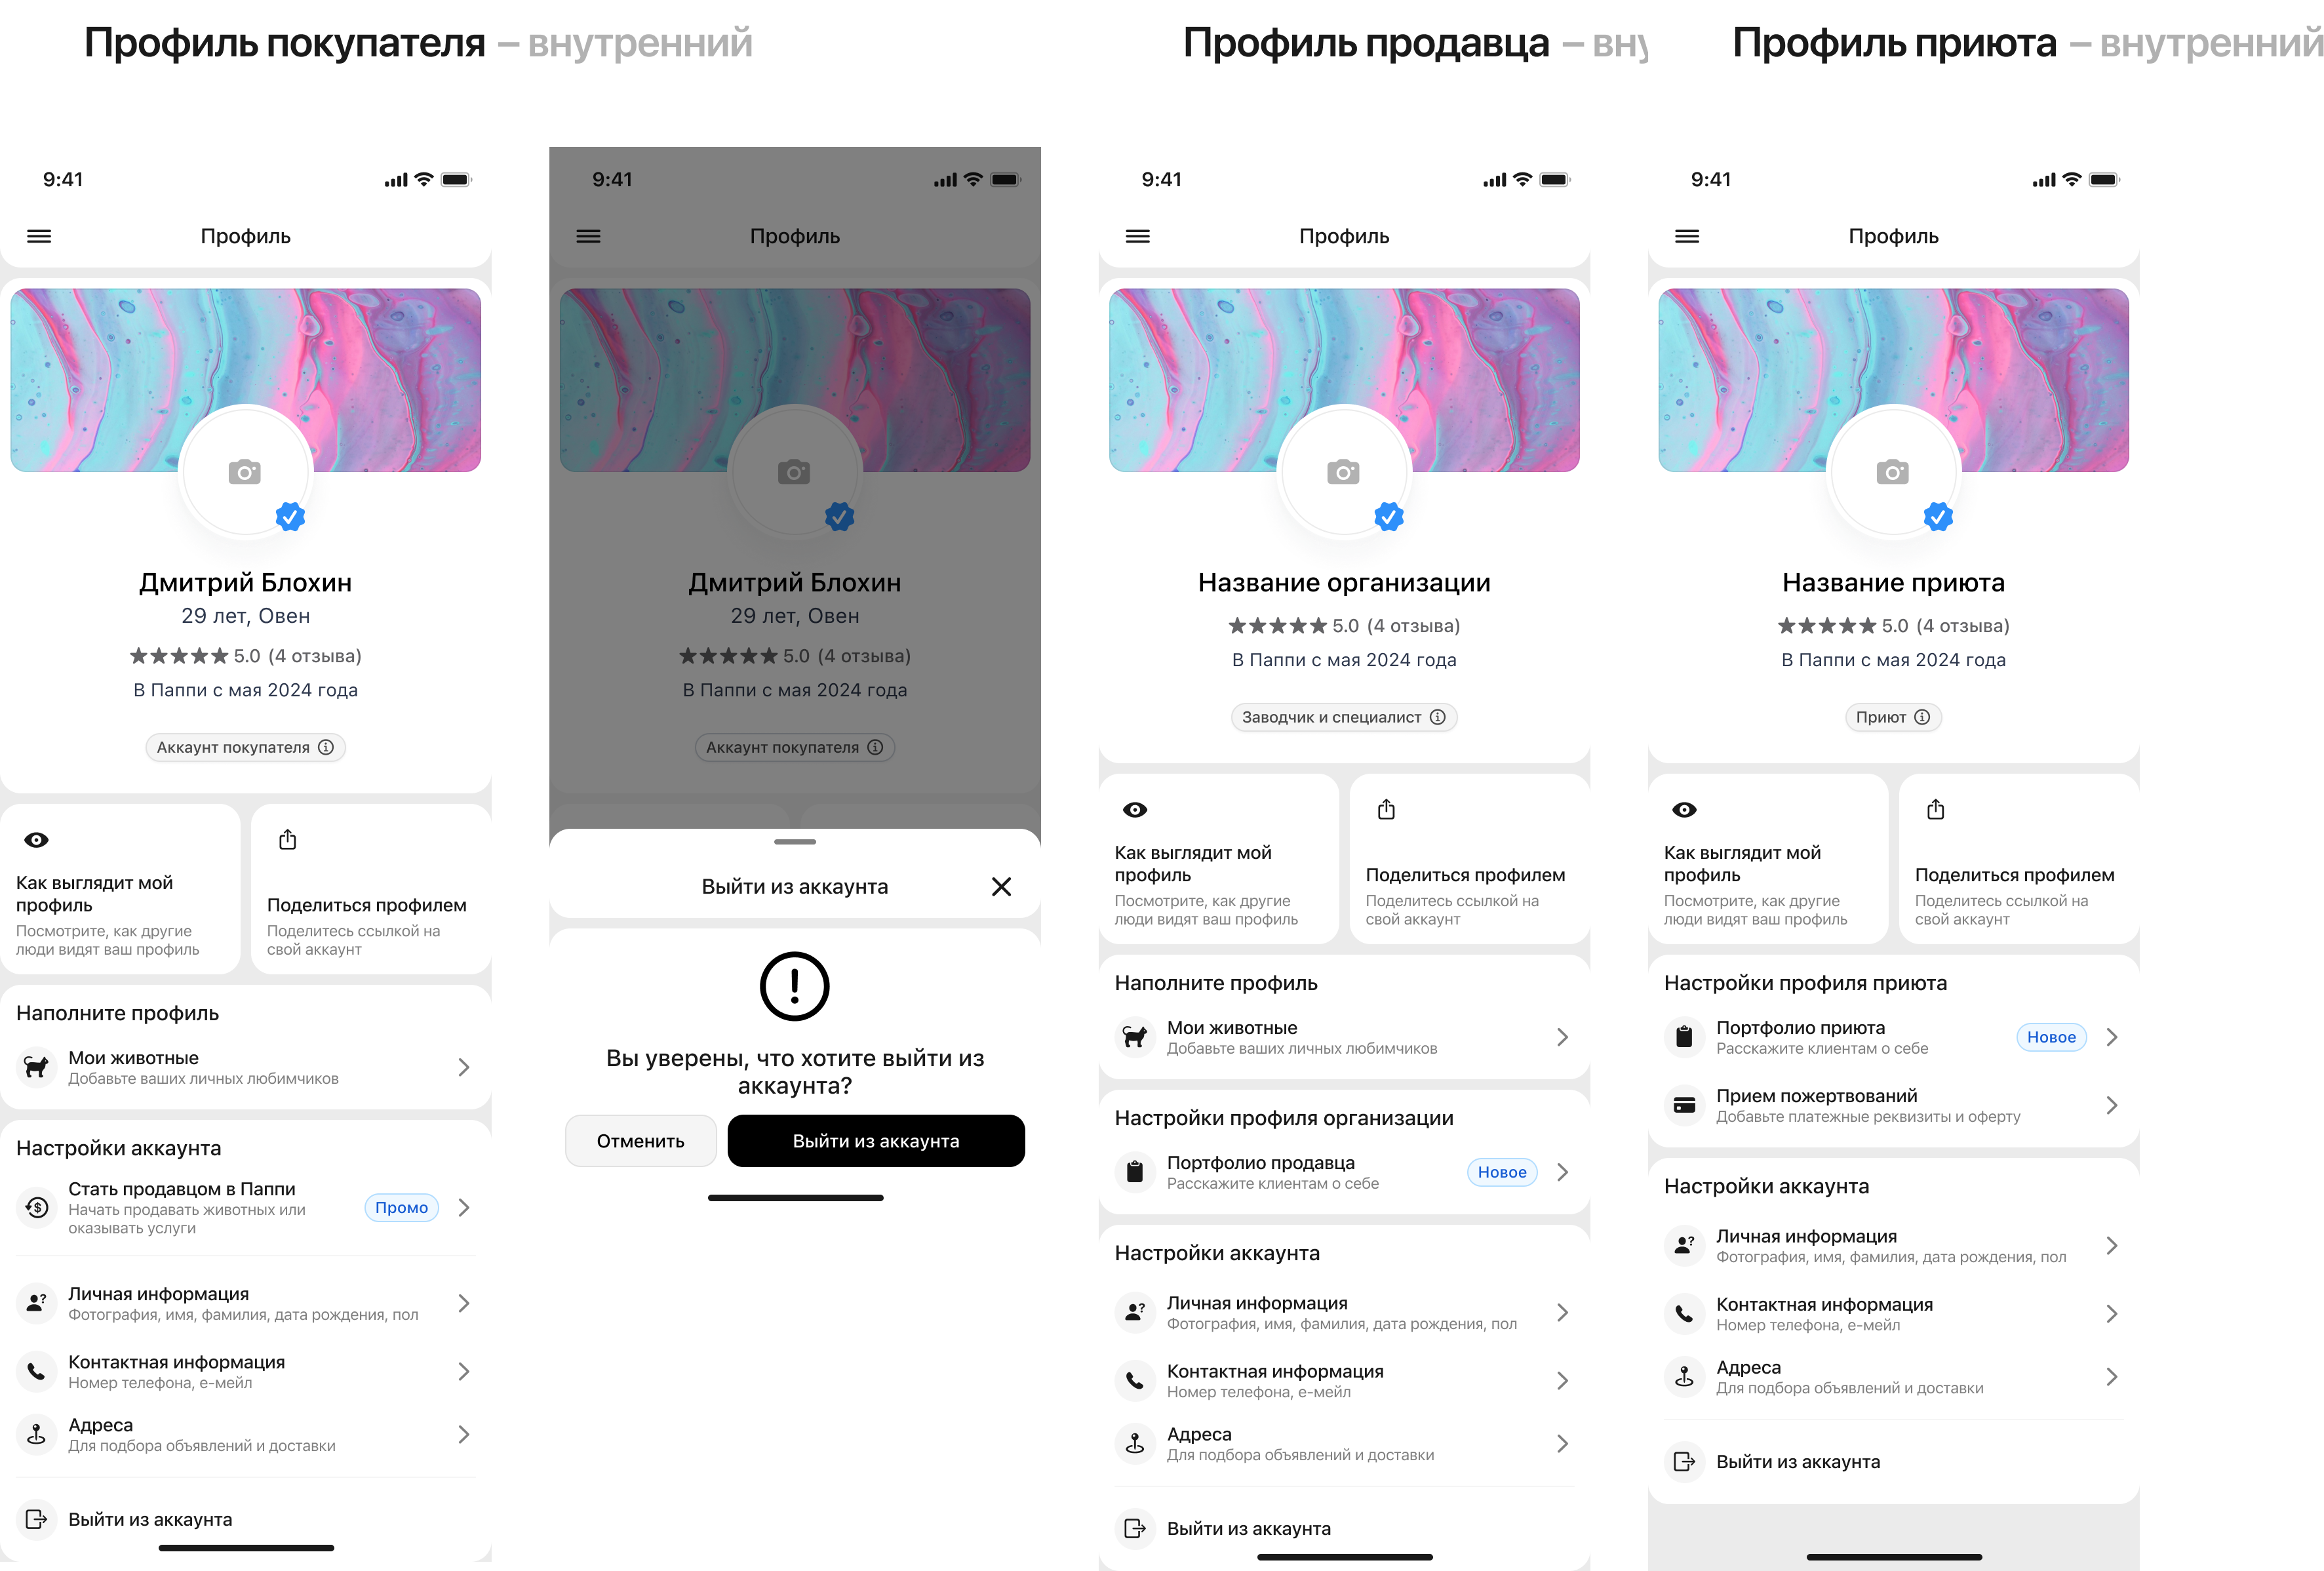 Профиль покупателя – внутренний
9:41
Профиль
Дмитрий Блохин
29 лет, Овен
5.0 (4 отзыва)
В Паппи с мая 2024 года
Аккаунт покупателя
Как выглядит мой
профиль
Посмотрите, как другие
люди видят ваш профиль
Поделиться профилем
Поделитесь ссылкой на
свой аккаунт
Наполните профиль
Мои животные
Добавьте ваших личных любимчиков
Настройки аккаунта
Стать продавцом в Паппи
Начать продавать животных или
оказывать услуги
Промо
Личная информация
Фотография, имя, фамилия, дата рождения, пол
Контактная информация
Номер телефона, е-мейл
Адреса
Для подбора объявлений и доставки
Выйти из аккаунта
9:41
Профиль
Дмитрий Блохин
29 лет, Овен
5.0 (4 отзыва)
В Паппи с мая 2024 года
Аккаунт покупателя
Выйти из аккаунта
Вы уверены, что хотите выйти из
аккаунта?
Отменить
Выйти из аккаунта
Профиль продавца – вну
9:41
Профиль
Название организации
5.0 (4 отзыва)
В Паппи с мая 2024 года
Заводчик и специалист
Как выглядит мой
профиль
Посмотрите, как другие
люди видят ваш профиль
Поделиться профилем
Поделитесь ссылкой на
свой аккаунт
Наполните профиль
Мои животные
Добавьте ваших личных любимчиков
Настройки профиля организации
Портфолио продавца
Расскажите клиентам о себе
Новое
Настройки аккаунта
Личная информация
Фотография, имя, фамилия, дата рождения, пол
Контактная информация
Номер телефона, е-мейл
Адреса
Для подбора объявлений и доставки
Выйти из аккаунта
Профиль приюта – внутренний
9:41
Профиль
Название приюта
5.0 (4 отзыва)
В Паппи с мая 2024 года
Приют
Как выглядит мой
профиль
Посмотрите, как другие
люди видят ваш профиль
Поделиться профилем
Поделитесь ссылкой на
свой аккаунт
Настройки профиля приюта
Портфолио приюта
Расскажите клиентам о себе
Новое
Прием пожертвований
Добавьте платежные реквизиты и оферту
Настройки аккаунта
Личная информация
Фотография, имя, фамилия, дата рождения, пол
Контактная информация
Номер телефона, е-мейл
Адреса
Для подбора объявлений и доставки
Выйти из аккаунта